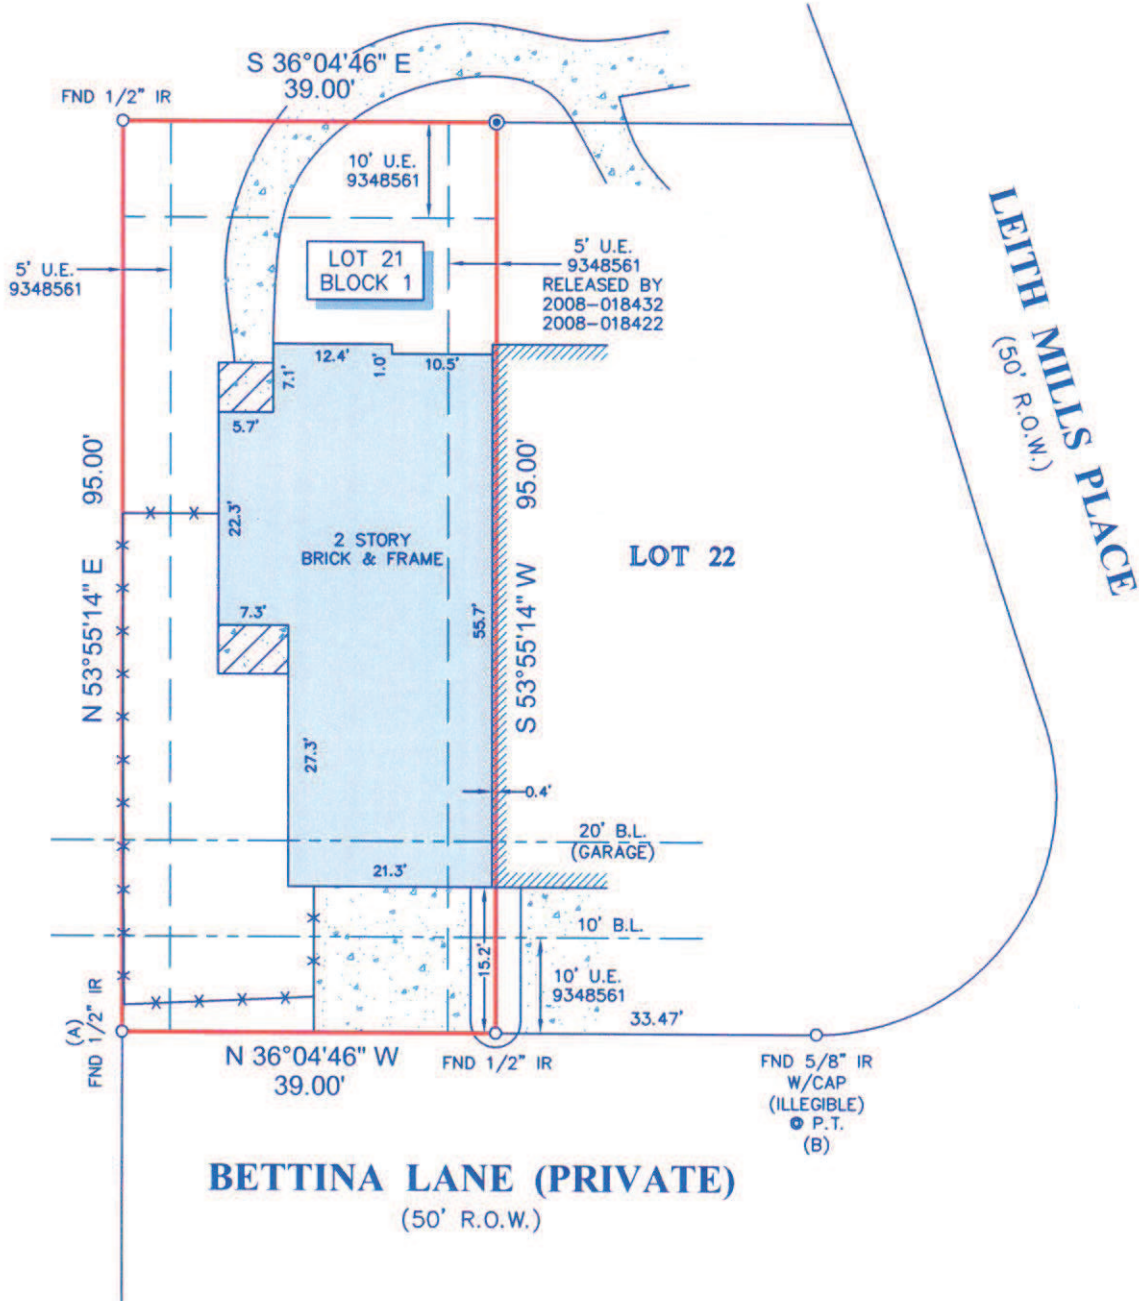 S 36°04'46" E
39.00'
FND 1/2" IR
10' U.E.
9348561
LOT 21
BLOCK 1
5' U.E.
9348561
5' U.E.
9348561
RELEASED BY
2008-018432
2008-018422
LEITH MILLS PLACE
(50' R.O.W.)
12.4'
1.0'
10.5'
7.1'
5.7'
95.00'
N 53°55'14" E
22.3'
2 STORY
BRICK & FRAME
95.00'
S 53°55'14" W
LOT 22
7.3'
55.7'
27.3'
0.4'
20' B.L.
(GARAGE)
21.3'
10' B.L.
15.2'
10' U.E.
9348561
33.47'
(A)
FND 1/2" IR
N 36°04'46" W
39.00'
FND 1/2" IR
FND 5/8" IR
W/CAP
(ILLEGIBLE)
@ P.T.
(B)
BETTINA LANE (PRIVATE)
(50' R.O.W.)